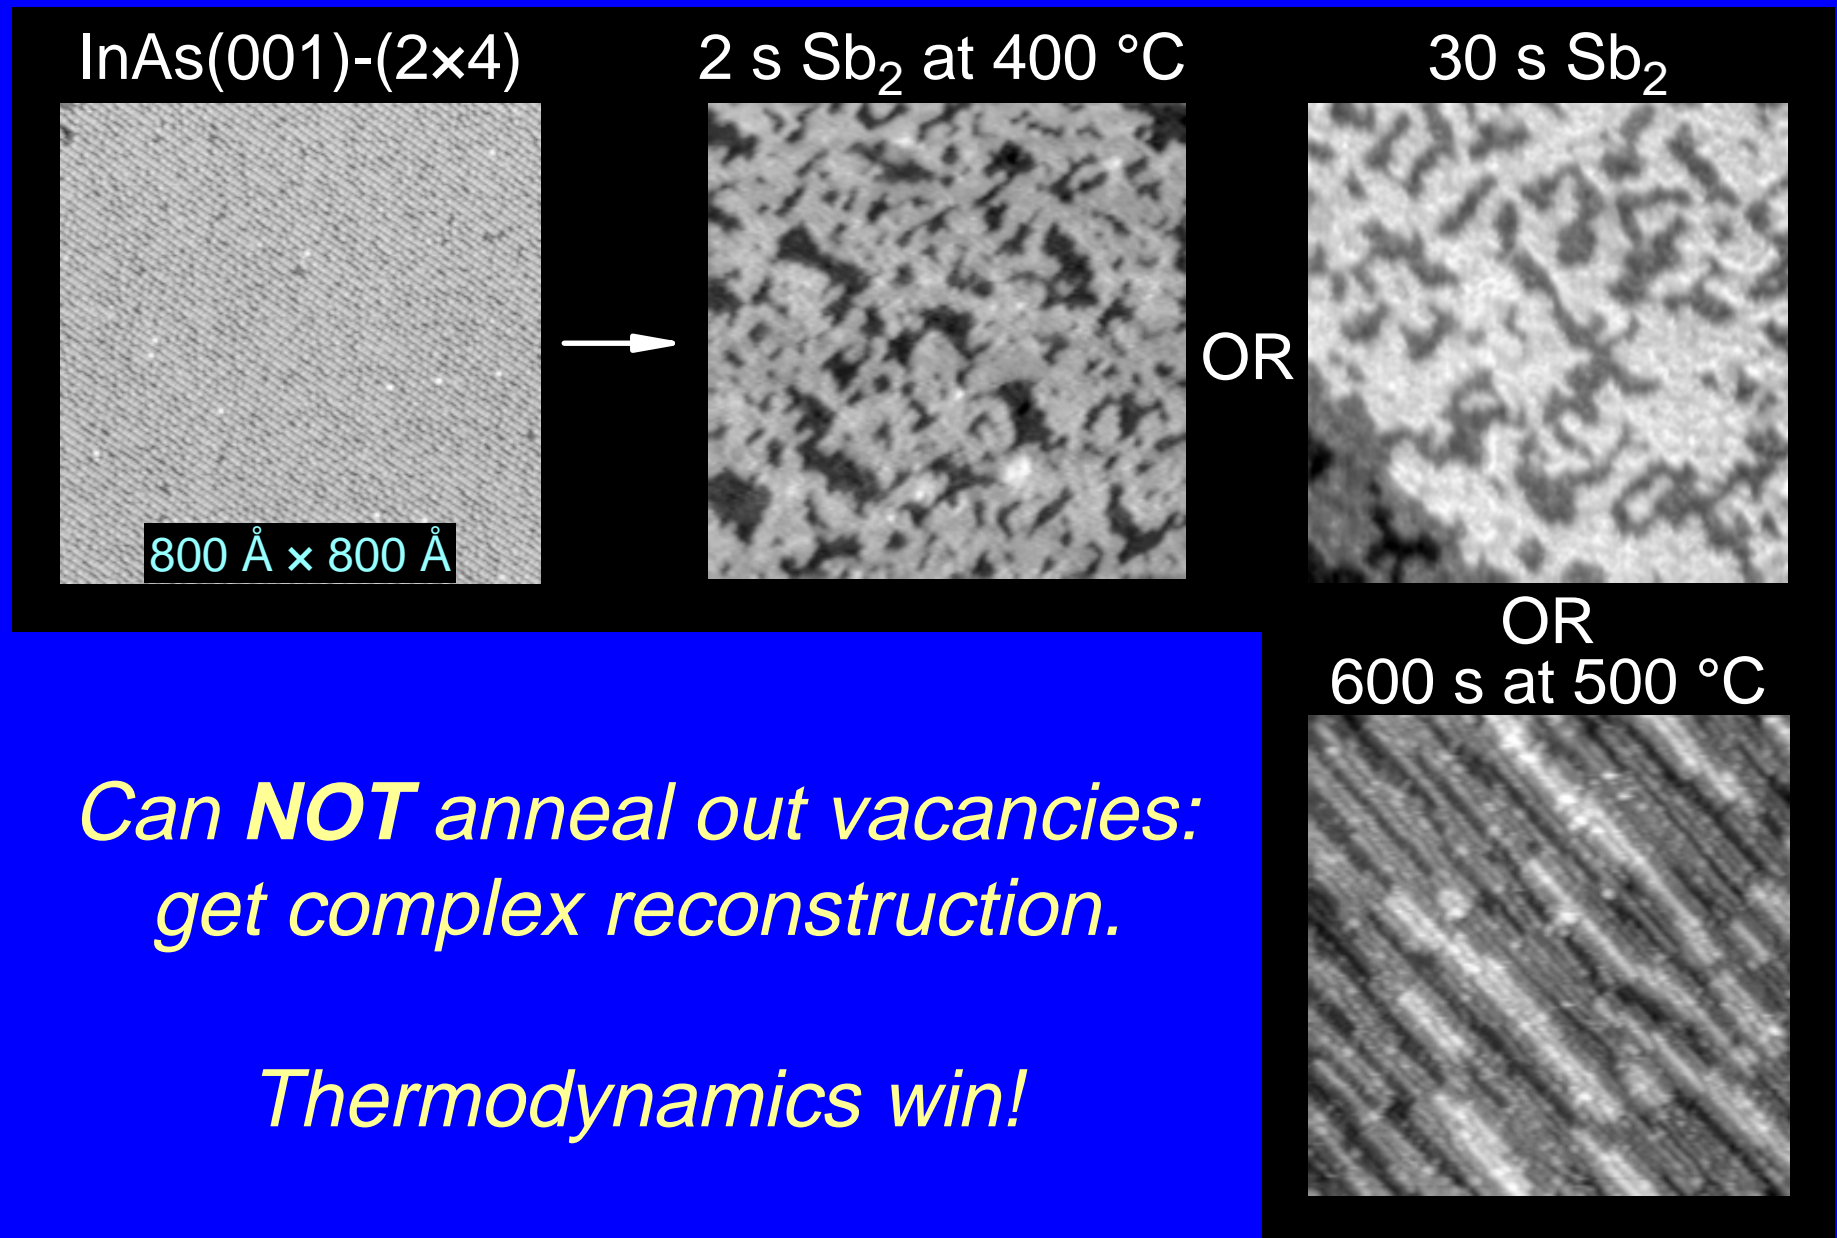 InAs(001)-(2×4)
2 s Sb₂ at 400 °C
30 s Sb₂
800 Å × 800 Å
OR
OR
600 s at 500 °C
Can NOT anneal out vacancies:
get complex reconstruction.
Thermodynamics win!